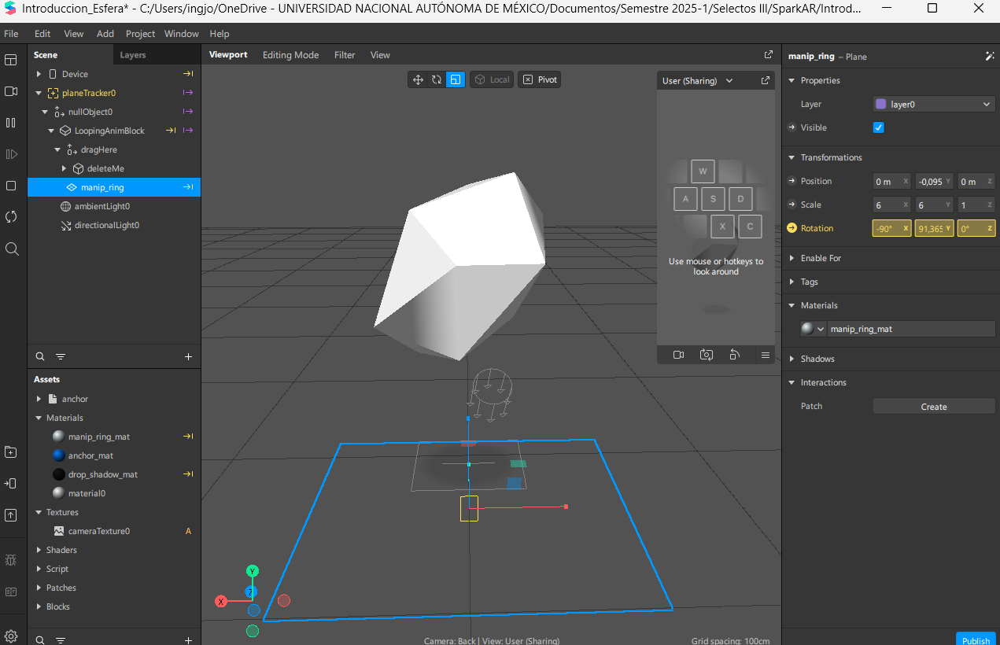 Introduccion_Esfera* - C:/Users/ingjo/OneDrive - UNIVERSIDAD NACIONAL AUTÓNOMA DE MÉXICO/Documentos/Semestre 2025-1/Selectos III/SparkAR/Introd...
File Edit View Add Project Window Help
Scene Layers
Device
planeTracker0
nullObject0
LoopingAnimBlock
dragHere
deleteMe
manip_ring
ambientLight0
directionalLight0
Assets
anchor
Materials
manip_ring_mat
anchor_mat
drop_shadow_mat
material0
Textures
cameraTexture0 A
Shaders
Script
Patches
Blocks
Viewport Editing Mode Filter View
Local Pivot
User (Sharing)
W
A S D
X C
Use mouse or hotkeys to
look around
Y
Z
X
Camera: Back | View: User (Sharing) Grid spacing: 100cm
manip_ring – Plane
Properties
Layer layer0
Visible
Transformations
Position 0 m X -0,095 Y 0 m Z
Scale 6 X 6 Y 1 Z
Rotation -90° X 91,365 Y 0° Z
Enable For
Tags
Materials
manip_ring_mat
Shadows
Interactions
Patch Create
Publish